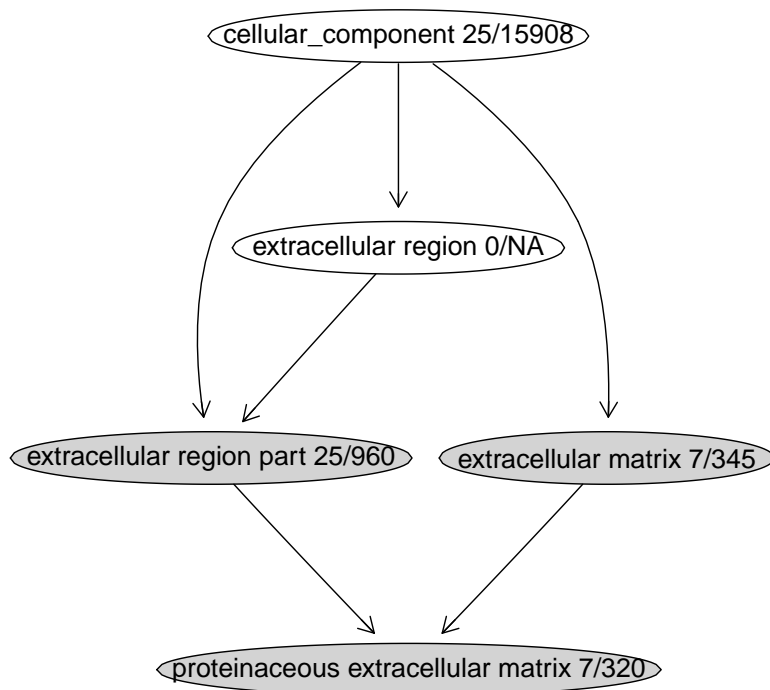 cellular_component 25/15908
extracellular region 0/NA
extracellular region part 25/960
extracellular matrix 7/345
proteinaceous extracellular matrix 7/320